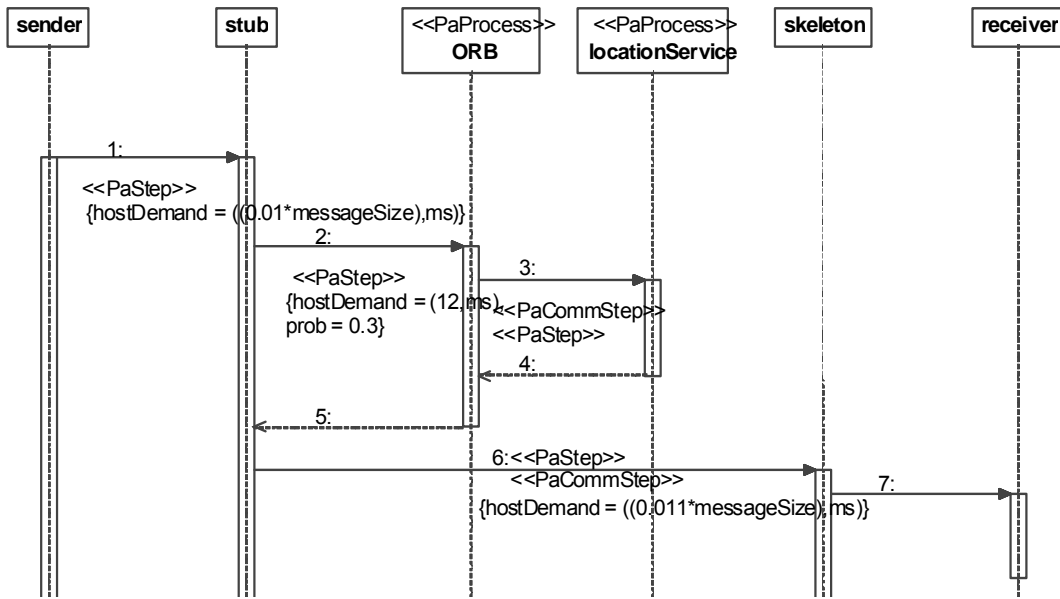 sender
stub
<<PaProcess>>
ORB
<<PaProcess>>
locationService
skeleton
receiver
1:
<<PaStep>>
{hostDemand = ((0.01*messageSize),ms)}
2:
<<PaStep>>
{hostDemand = (12,ms),
prob = 0.3}
3:
<<PaCommStep>>
<<PaStep>>
4:
5:
6:<<PaStep>>
<<PaCommStep>>
{hostDemand = ((0.011*messageSize),ms)}
7: